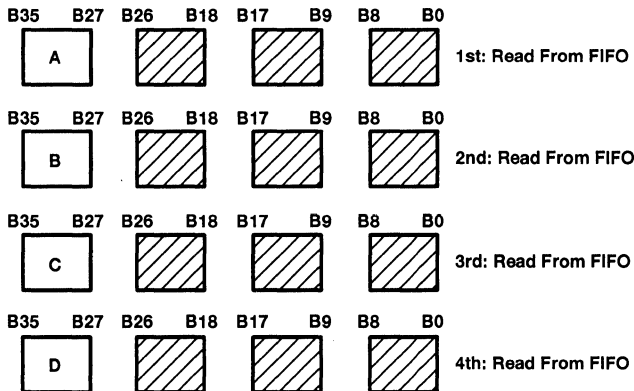 B35 B27 B26 B18 B17 B9 B8 B0
A 1st: Read From FIFO
B35 B27 B26 B18 B17 B9 B8 B0
B 2nd: Read From FIFO
B35 B27 B26 B18 B17 B9 B8 B0
C 3rd: Read From FIFO
B35 B27 B26 B18 B17 B9 B8 B0
D 4th: Read From FIFO